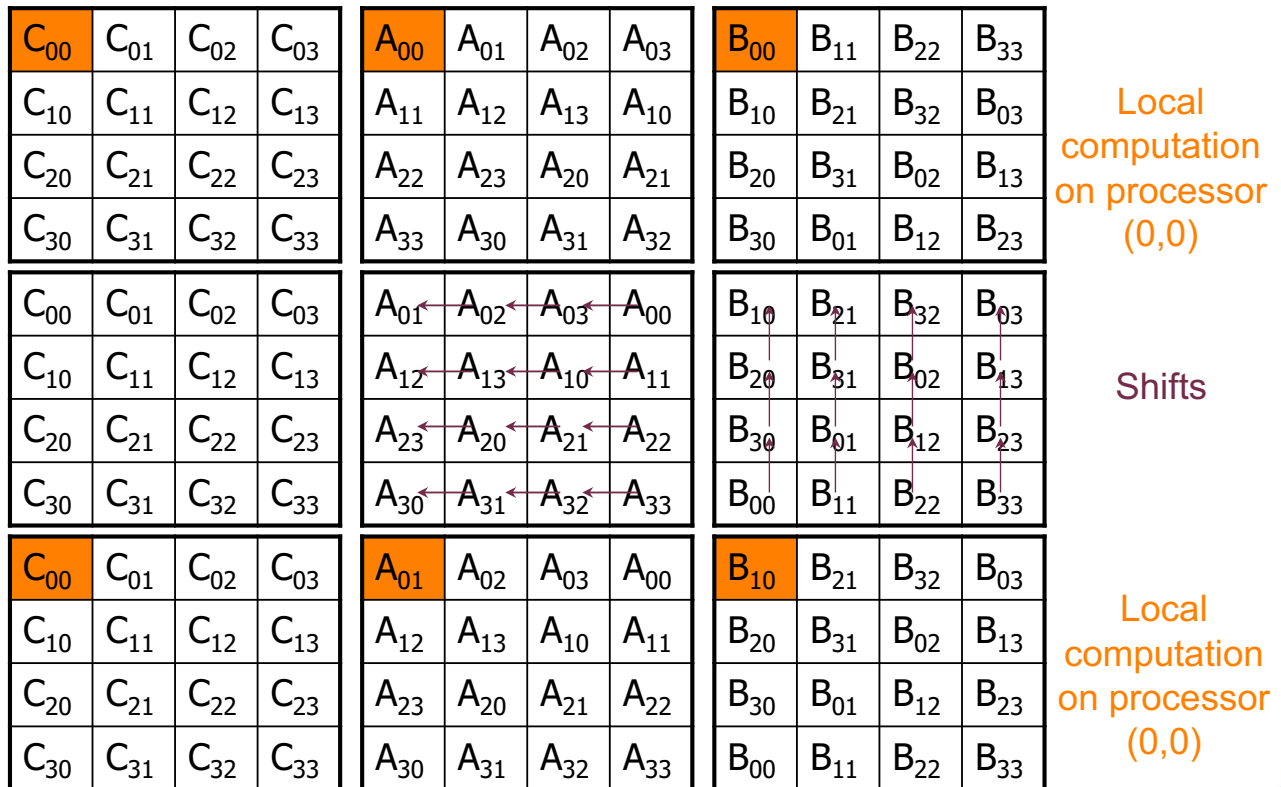 C₀₀ C₀₁ C₀₂ C₀₃ A₀₀ A₀₁ A₀₂ A₀₃ B₀₀ B₁₁ B₂₂ B₃₃
C₁₀ C₁₁ C₁₂ C₁₃ A₁₁ A₁₂ A₁₃ A₁₀ B₁₀ B₂₁ B₃₂ B₀₃
C₂₀ C₂₁ C₂₂ C₂₃ A₂₂ A₂₃ A₂₀ A₂₁ B₂₀ B₃₁ B₀₂ B₁₃
C₃₀ C₃₁ C₃₂ C₃₃ A₃₃ A₃₀ A₃₁ A₃₂ B₃₀ B₀₁ B₁₂ B₂₃
Local
computation
on processor
(0,0)
C₀₀ C₀₁ C₀₂ C₀₃ A₀₁ A₀₂ A₀₃ A₀₀ B₁₀ B₂₁ B₃₂ B₀₃
C₁₀ C₁₁ C₁₂ C₁₃ A₁₂ A₁₃ A₁₀ A₁₁ B₂₀ B₃₁ B₀₂ B₁₃
C₂₀ C₂₁ C₂₂ C₂₃ A₂₃ A₂₀ A₂₁ A₂₂ B₃₀ B₀₁ B₁₂ B₂₃
C₃₀ C₃₁ C₃₂ C₃₃ A₃₀ A₃₁ A₃₂ A₃₃ B₀₀ B₁₁ B₂₂ B₃₃
Shifts
C₀₀ C₀₁ C₀₂ C₀₃ A₀₁ A₀₂ A₀₃ A₀₀ B₁₀ B₂₁ B₃₂ B₀₃
C₁₀ C₁₁ C₁₂ C₁₃ A₁₂ A₁₃ A₁₀ A₁₁ B₂₀ B₃₁ B₀₂ B₁₃
C₂₀ C₂₁ C₂₂ C₂₃ A₂₃ A₂₀ A₂₁ A₂₂ B₃₀ B₀₁ B₁₂ B₂₃
C₃₀ C₃₁ C₃₂ C₃₃ A₃₀ A₃₁ A₃₂ A₃₃ B₀₀ B₁₁ B₂₂ B₃₃
Local
computation
on processor
(0,0)